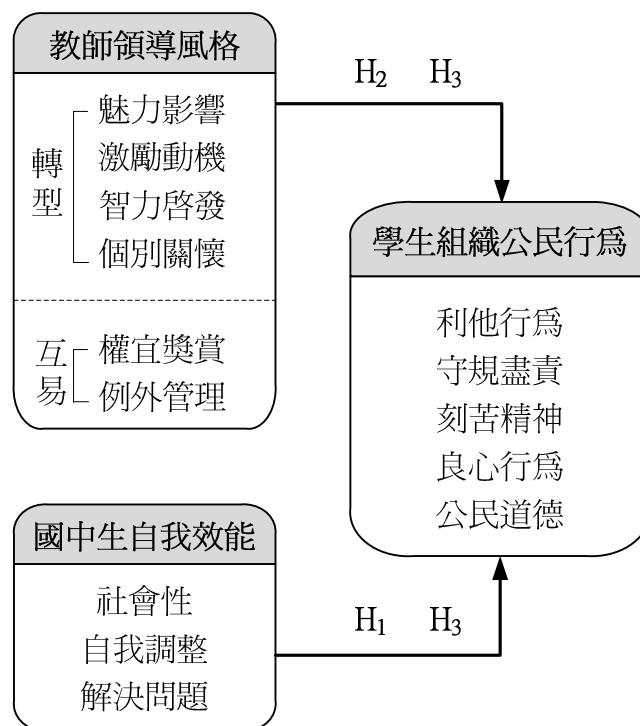 教師領導風格
轉型
魅力影響
激勵動機
智力啓發
個別關懷
互易
權宜獎賞
例外管理
H₂ H₃
學生組織公民行爲
利他行爲
守規盡責
刻苦精神
良心行爲
公民道德
國中生自我效能
社會性
自我調整
解決問題
H₁ H₃